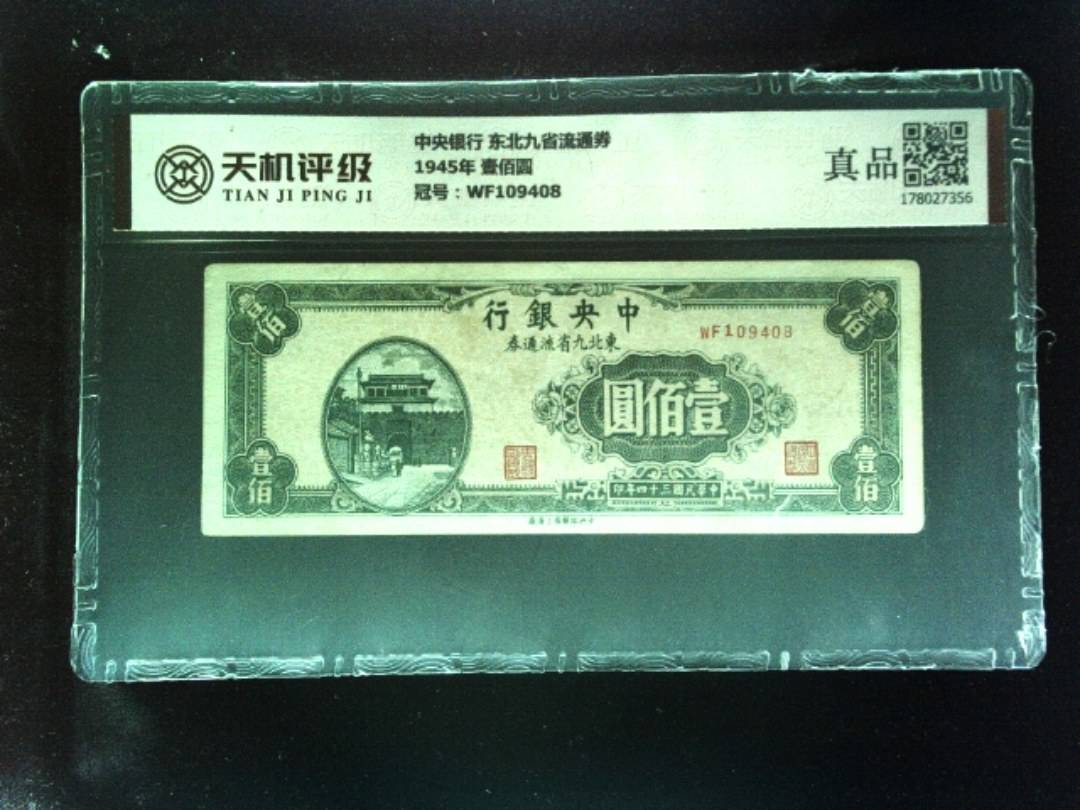 天机评级
TIAN JI PING JI
中央银行 东北九省流通券
1945年 壹佰圆
冠号：WF109408
真品
178027356
壹佰
壹佰
行銀央中
WF109408
券通流省九北東
圓佰壹
壹佰
壹佰
印年四十三國民華中